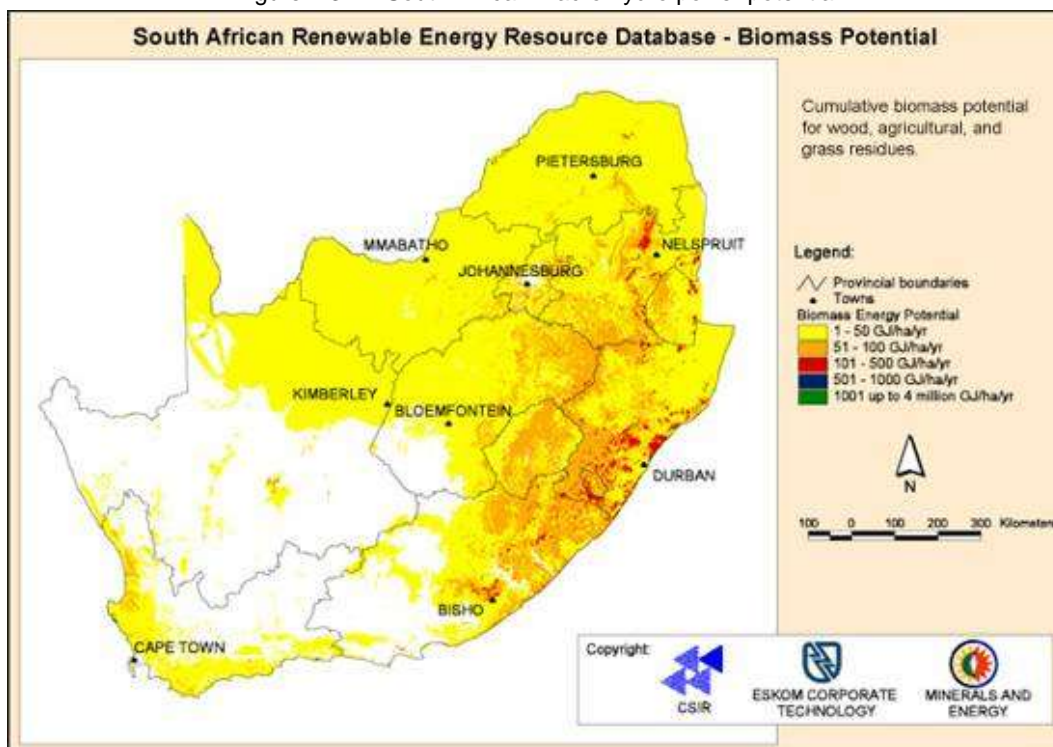 South African Renewable Energy Resource Database - Biomass Potential
Cumulative biomass potential
for wood, agricultural, and
grass residues.
PIETERSBURG
MMABATHO
NELSPRUIT
JOHANNESBURG
KIMBERLEY
BLOEMFONTEIN
DURBAN
BISHO
CAPE TOWN
Legend:
Provincial boundaries
Towns
Biomass Energy Potential
1 - 50 GJ/ha/yr
51 - 100 GJ/ha/yr
101 - 500 GJ/ha/yr
501 - 1000 GJ/ha/yr
1001 up to 4 million GJ/ha/yr
N
100 0 100 200 300 Kilometers
Copyright:
CSIR
ESKOM CORPORATE
TECHNOLOGY
MINERALS AND
ENERGY